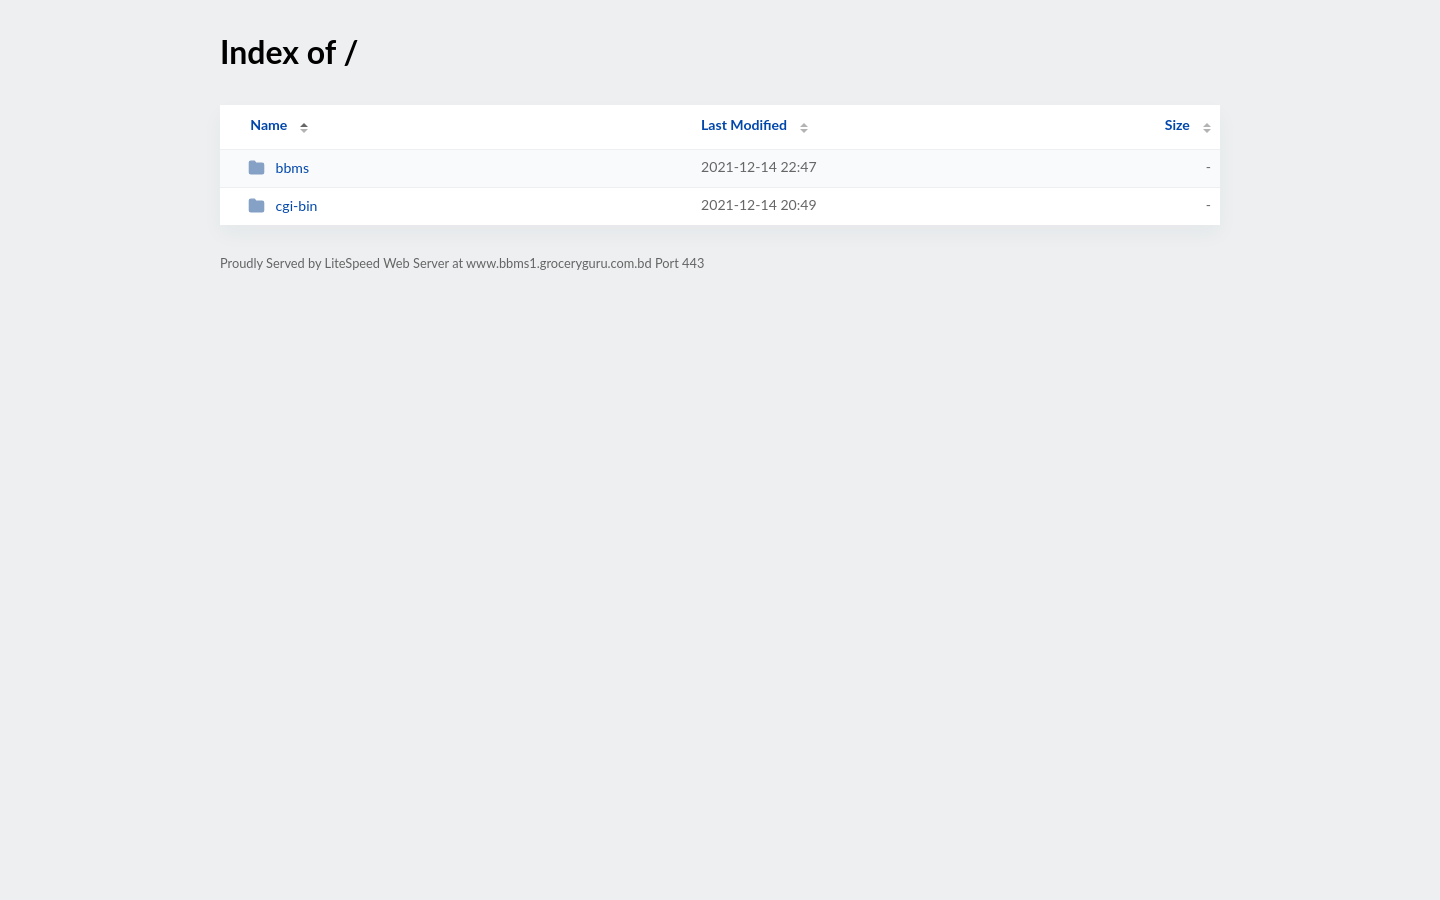 Index of /
Name Last Modified Size
bbms 2021-12-14 22:47 -
cgi-bin 2021-12-14 20:49 -
Proudly Served by LiteSpeed Web Server at www.bbms1.groceryguru.com.bd Port 443